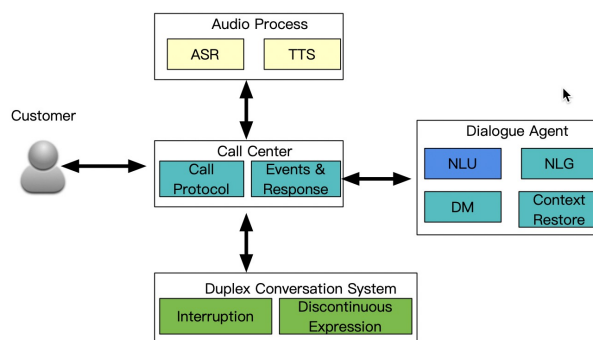 Audio Process
ASR
TTS
Customer
Call Center
Call
Protocol
Events &
Response
Dialogue Agent
NLU
NLG
DM
Context
Restore
Duplex Conversation System
Interruption
Discontinuous
Expression